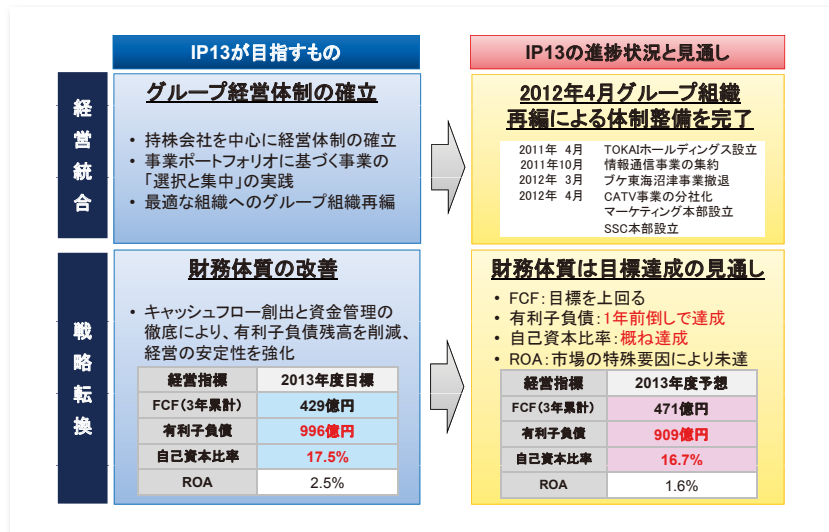 IP13が目指すもの
IP13の進捗状況と見通し
経営統合
グループ経営体制の確立
・ 持株会社を中心に経営体制の確立
・ 事業ポートフォリオに基づく事業の
「選択と集中」の実践
・ 最適な組織へのグループ組織再編
2012年4月グループ組織
再編による体制整備を完了
2011年 4月 TOKAIホールディングス設立
2011年10月 情報通信事業の集約
2012年 3月 ブケ東海沼津事業撤退
2012年 4月 CATV事業の分社化
マーケティング本部設立
SSC本部設立
戦略転換
財務体質の改善
・ キャッシュフロー創出と資金管理の
徹底により、有利子負債残高を削減、
経営の安定性を強化
経営指標 2013年度目標
FCF(3年累計) 429億円
有利子負債 996億円
自己資本比率 17.5%
ROA 2.5%
財務体質は目標達成の見通し
・ FCF:目標を上回る
・ 有利子負債:1年前倒しで達成
・ 自己資本比率:概ね達成
・ ROA:市場の特殊要因により未達
経営指標 2013年度予想
FCF(3年累計) 471億円
有利子負債 909億円
自己資本比率 16.7%
ROA 1.6%